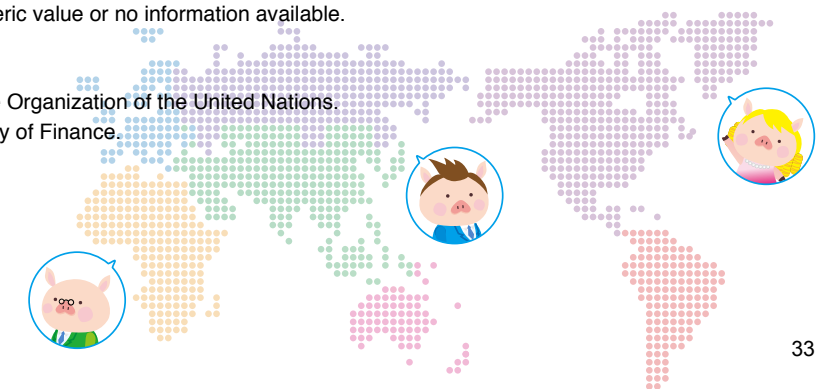 eric value or no information available.
Organization of the United Nations.
y of Finance.
33